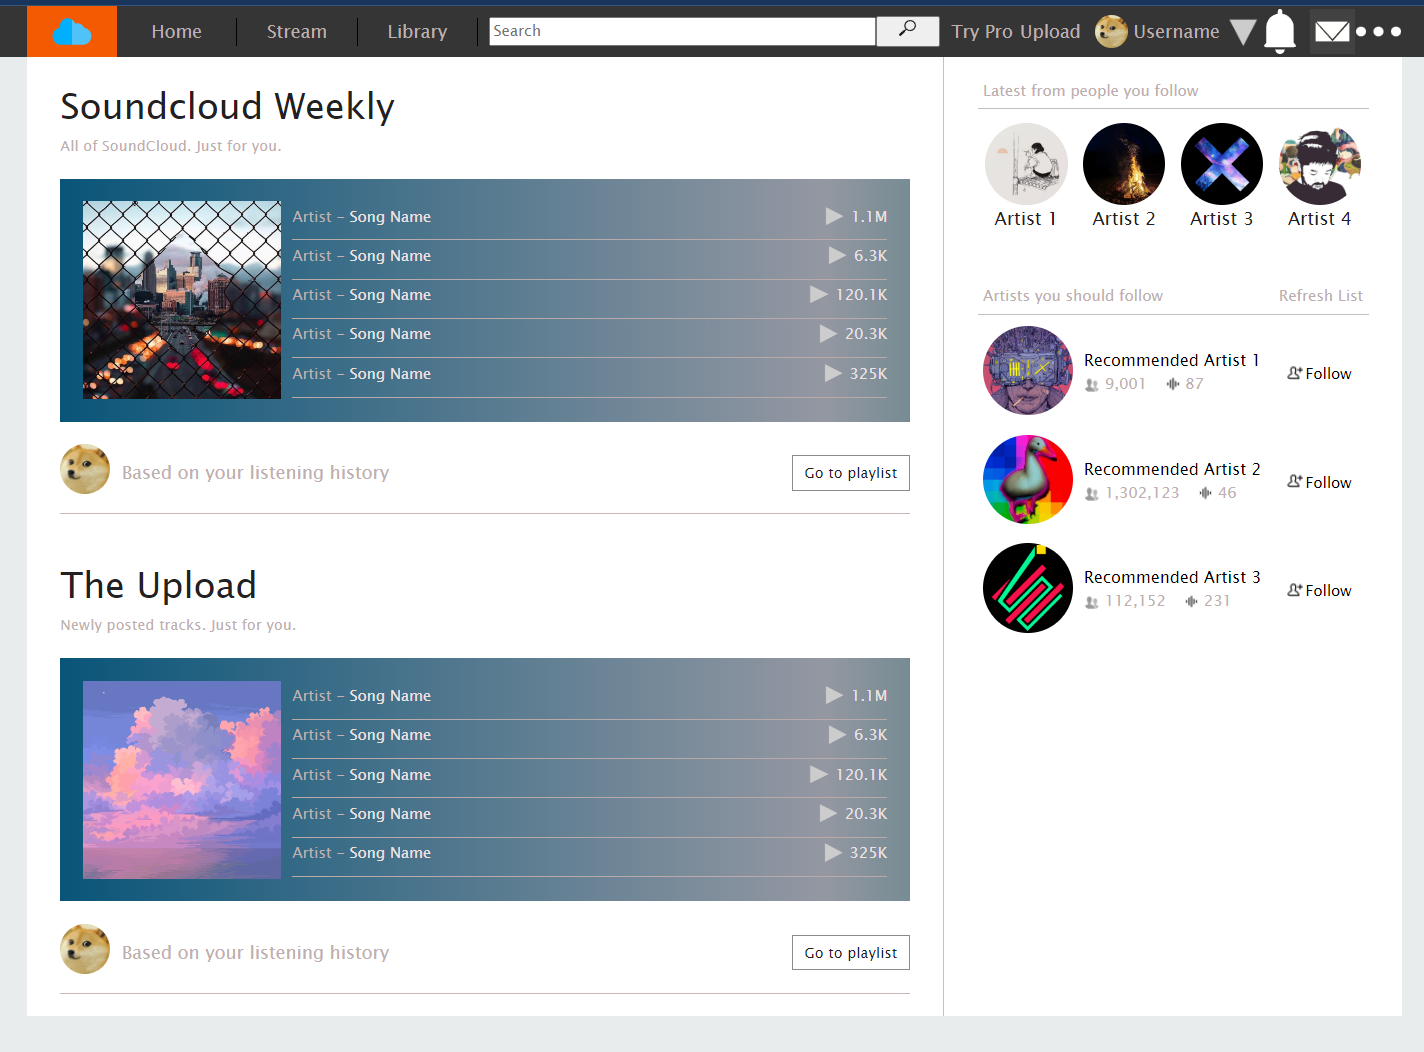 Home
Stream
Library
Search
Try Pro
Upload
Username
Soundcloud Weekly
All of SoundCloud. Just for you.
Artist – Song Name 1.1M
Artist – Song Name 6.3K
Artist – Song Name 120.1K
Artist – Song Name 20.3K
Artist – Song Name 325K
Based on your listening history
Go to playlist
The Upload
Newly posted tracks. Just for you.
Artist – Song Name 1.1M
Artist – Song Name 6.3K
Artist – Song Name 120.1K
Artist – Song Name 20.3K
Artist – Song Name 325K
Based on your listening history
Go to playlist
Latest from people you follow
Artist 1
Artist 2
Artist 3
Artist 4
Artists you should follow
Refresh List
Recommended Artist 1
9,001 87
Follow
Recommended Artist 2
1,302,123 46
Follow
Recommended Artist 3
112,152 231
Follow